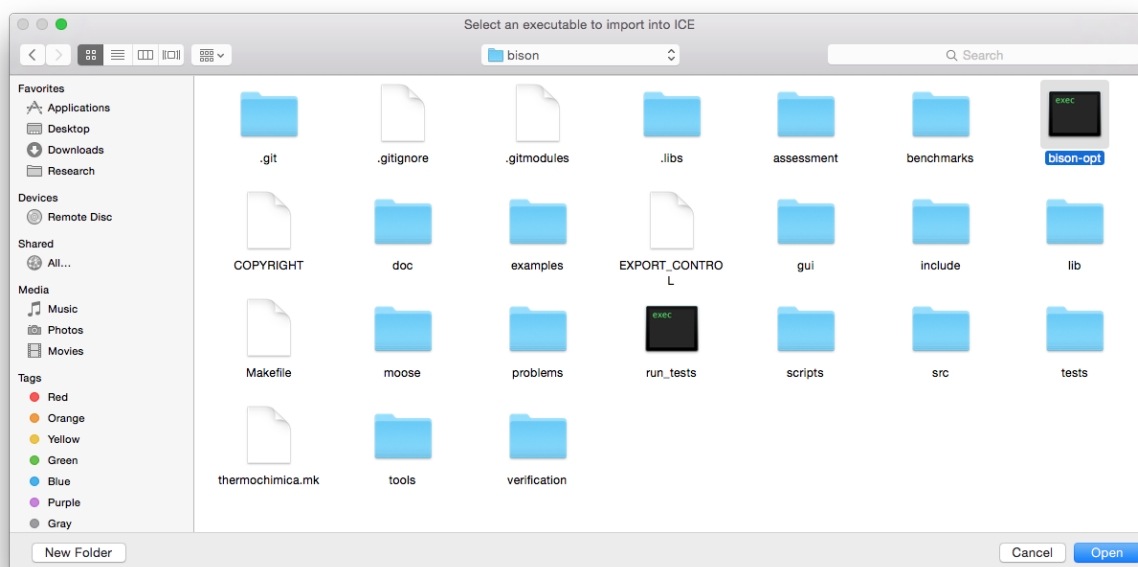 Select an executable to import into ICE
bison
Search
Favorites
Applications
Desktop
Downloads
Research
Devices
Remote Disc
Shared
All...
Media
Music
Photos
Movies
Tags
Red
Orange
Yellow
Green
Blue
Purple
Gray
exec
.git
.gitignore
.gitmodules
.libs
assessment
benchmarks
bison-opt
COPYRIGHT
doc
examples
EXPORT_CONTRO
L
gui
include
lib
exec
Makefile
moose
problems
run_tests
scripts
src
tests
thermochimica.mk
tools
verification
New Folder
Cancel
Open